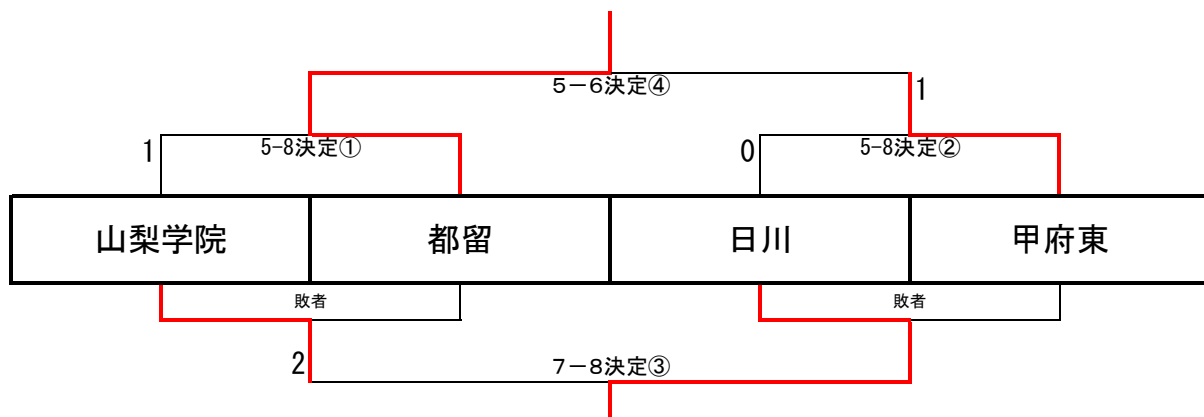 5－6決定④
1
1
5-8決定①
0
5-8決定②
山梨学院
都留
日川
甲府東
敗者
敗者
2
7－8決定③